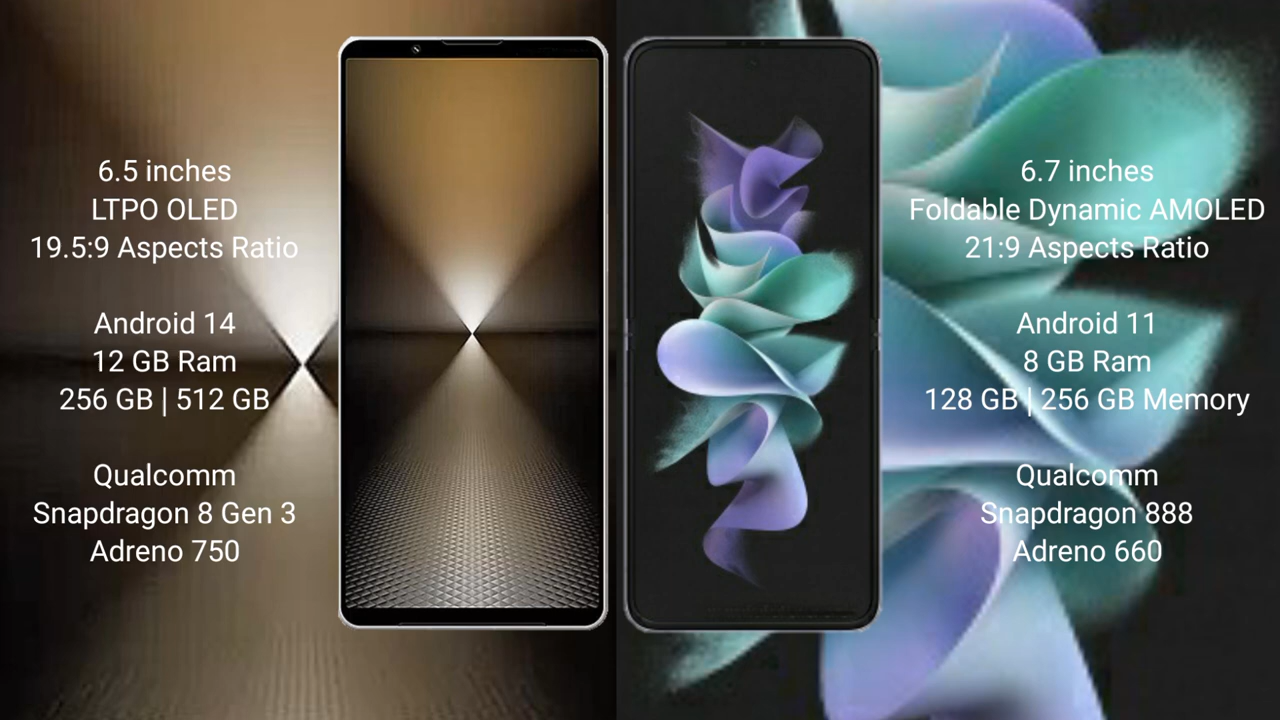 6.5 inches
LTPO OLED
19.5:9 Aspects Ratio
Android 14
12 GB Ram
256 GB | 512 GB
Qualcomm
Snapdragon 8 Gen 3
Adreno 750
6.7 inches
Foldable Dynamic AMOLED
21:9 Aspects Ratio
Android 11
8 GB Ram
128 GB | 256 GB Memory
Qualcomm
Snapdragon 888
Adreno 660